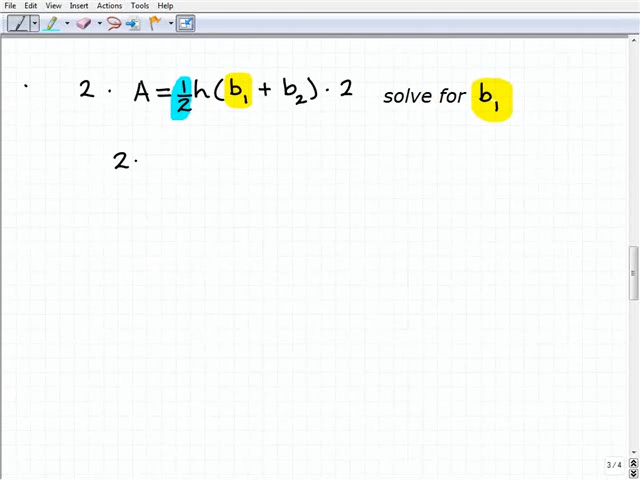 File Edit View Insert Actions Tools Help
2 · A = 1/2 h(b₁ + b₂) · 2 solve for b₁
2 ·
3 / 4